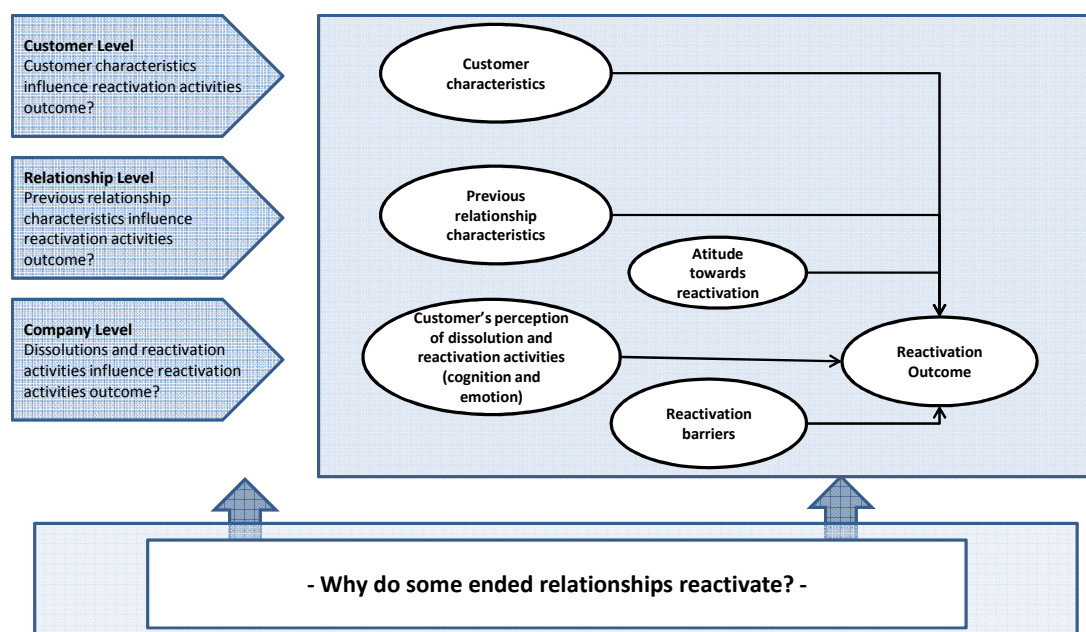 Customer Level
Customer characteristics
influence reactivation activities
outcome?
Relationship Level
Previous relationship
characteristics influence
reactivation activities
outcome?
Company Level
Dissolutions and reactivation
activities influence reactivation
activities outcome?
Customer
characteristics
Previous
relationship
characteristics
Atitude
towards
reactivation
Customer’s perception
of dissolution and
reactivation activities
(cognition and
emotion)
Reactivation
Outcome
Reactivation
barriers
- Why do some ended relationships reactivate? -